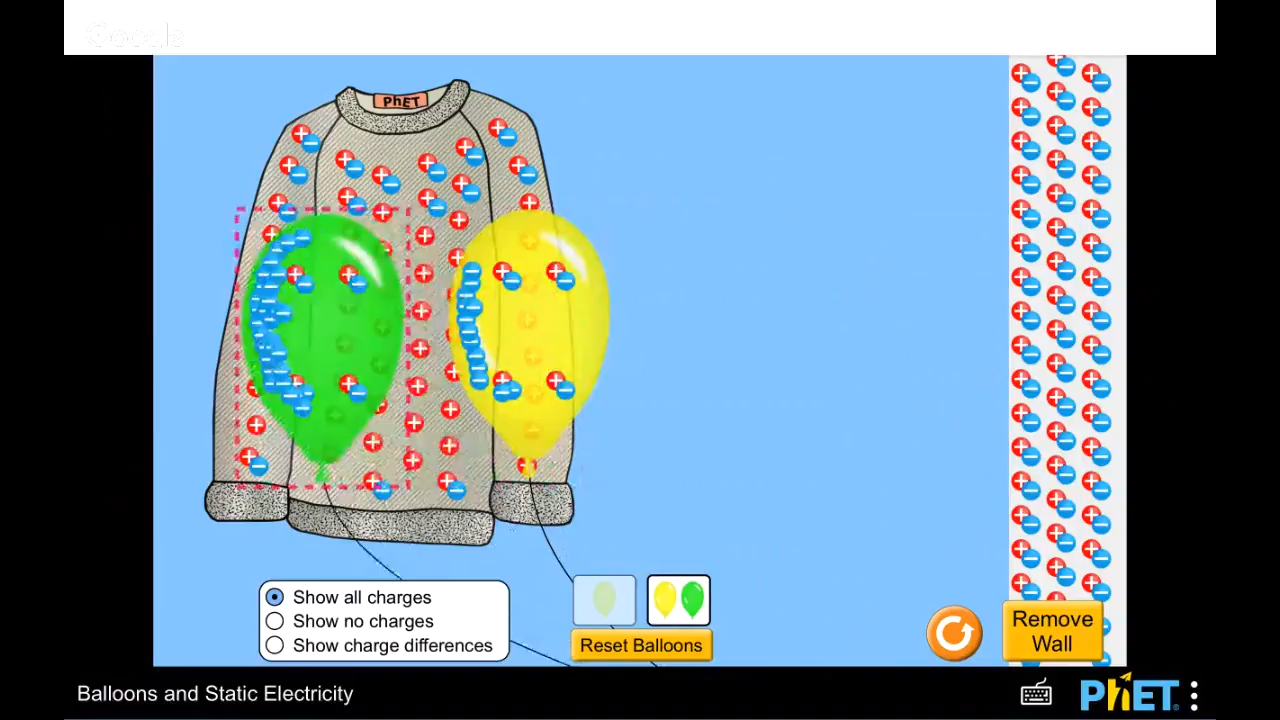 PhET
Show all charges
Show no charges
Show charge differences
Reset Balloons
Remove
Wall
Balloons and Static Electricity
PhET